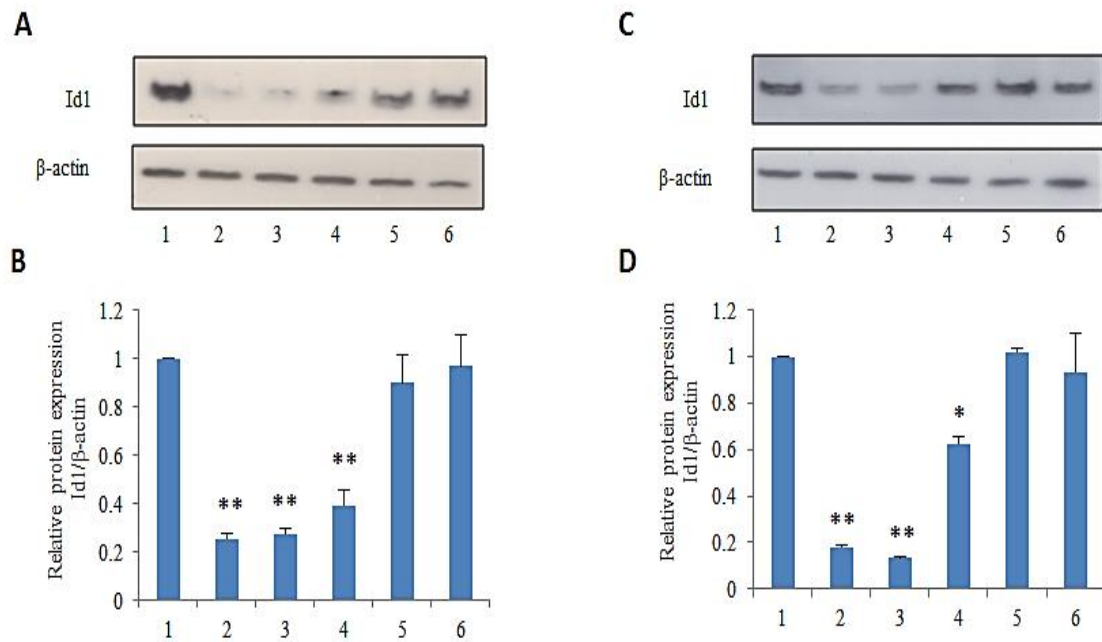 A
Id1
β-actin
1 2 3 4 5 6
B
Relative protein expression
Id1/β-actin
1.2
1
0.8
0.6
0.4
0.2
0
**
**
**
1 2 3 4 5 6
C
Id1
β-actin
1 2 3 4 5 6
D
Relative protein expression
Id1/β-actin
1.2
1
0.8
0.6
0.4
0.2
0
**
**
*
1 2 3 4 5 6